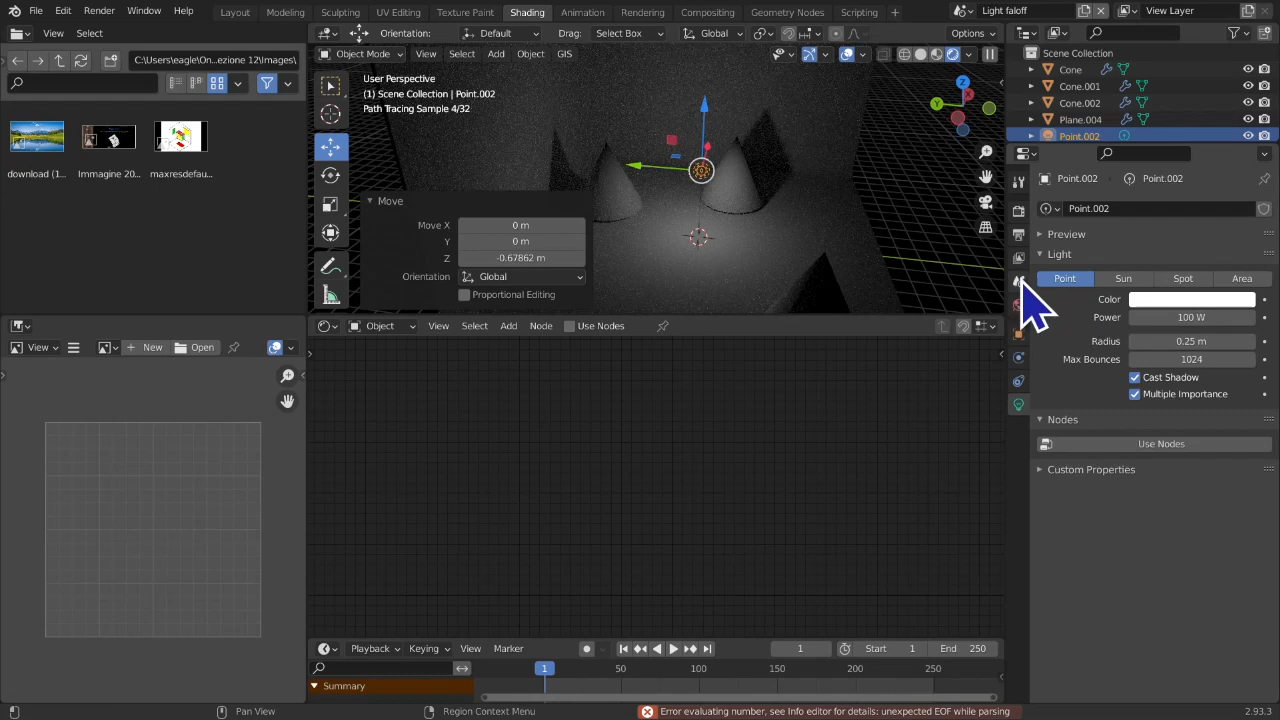 File Edit Render Window Help Layout Modeling Sculpting UV Editing Texture Paint Shading Animation Rendering Compositing Geometry Nodes Scripting + Light falloff View Layer
View Select C:\Users\eagle\On...ezione 12\Images\
download (1... Immagine 20... maxresdefau...
Orientation: Default Drag: Select Box Global Options
Object Mode View Select Add Object GIS
User Perspective
(1) Scene Collection | Point.002
Path Tracing Sample 4/32
Z
X
Y
Move
Move X 0 m
Y 0 m
Z -0.67862 m
Orientation Global
Proportional Editing
Scene Collection
Cone
Cone.001
Cone.002
Plane.004
Point.002
Point.002 Point.002
Point.002
Preview
Light
Point Sun Spot Area
Color
Power 100 W
Radius 0.25 m
Max Bounces 1024
Cast Shadow
Multiple Importance
Nodes
Use Nodes
Custom Properties
View New Open
Object View Select Add Node Use Nodes
Playback Keying View Marker 1 Start 1 End 250
1 50 100 150 200 250
Summary
Select Pan View Region Context Menu Error evaluating number, see Info editor for details: unexpected EOF while parsing 2.93.3